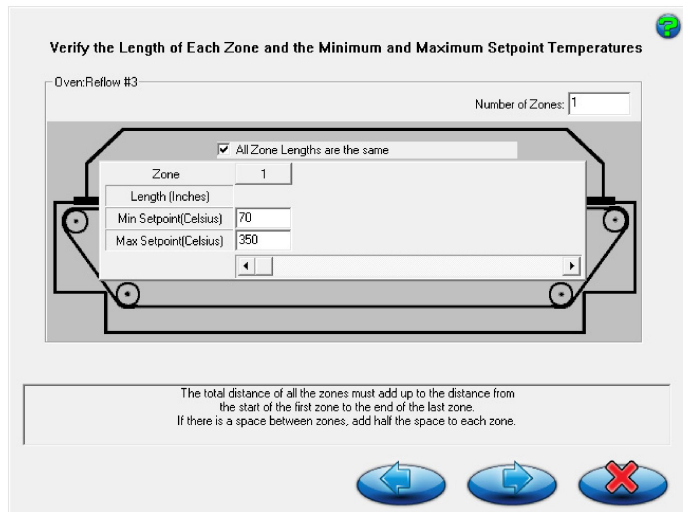 Verify the Length of Each Zone and the Minimum and Maximum Setpoint Temperatures
Oven:Reflow #3
Number of Zones: 1
All Zone Lengths are the same
Zone 1
Length (Inches)
Min Setpoint(Celsius) 70
Max Setpoint(Celsius) 350
The total distance of all the zones must add up to the distance from
the start of the first zone to the end of the last zone.
If there is a space between zones, add half the space to each zone.